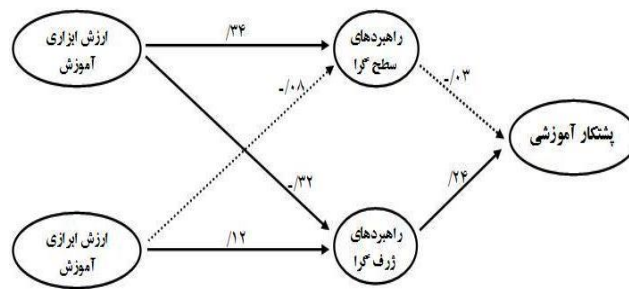 ارزش ابزاری
آموزش
/۳۴
راهبردهای
سطح گرا
-/۰۸
-/۰۳
پشتکار آموزشی
-/۳۲
/۲۴
ارزش ابرازی
آموزش
/۱۲
راهبردهای
ژرف گرا